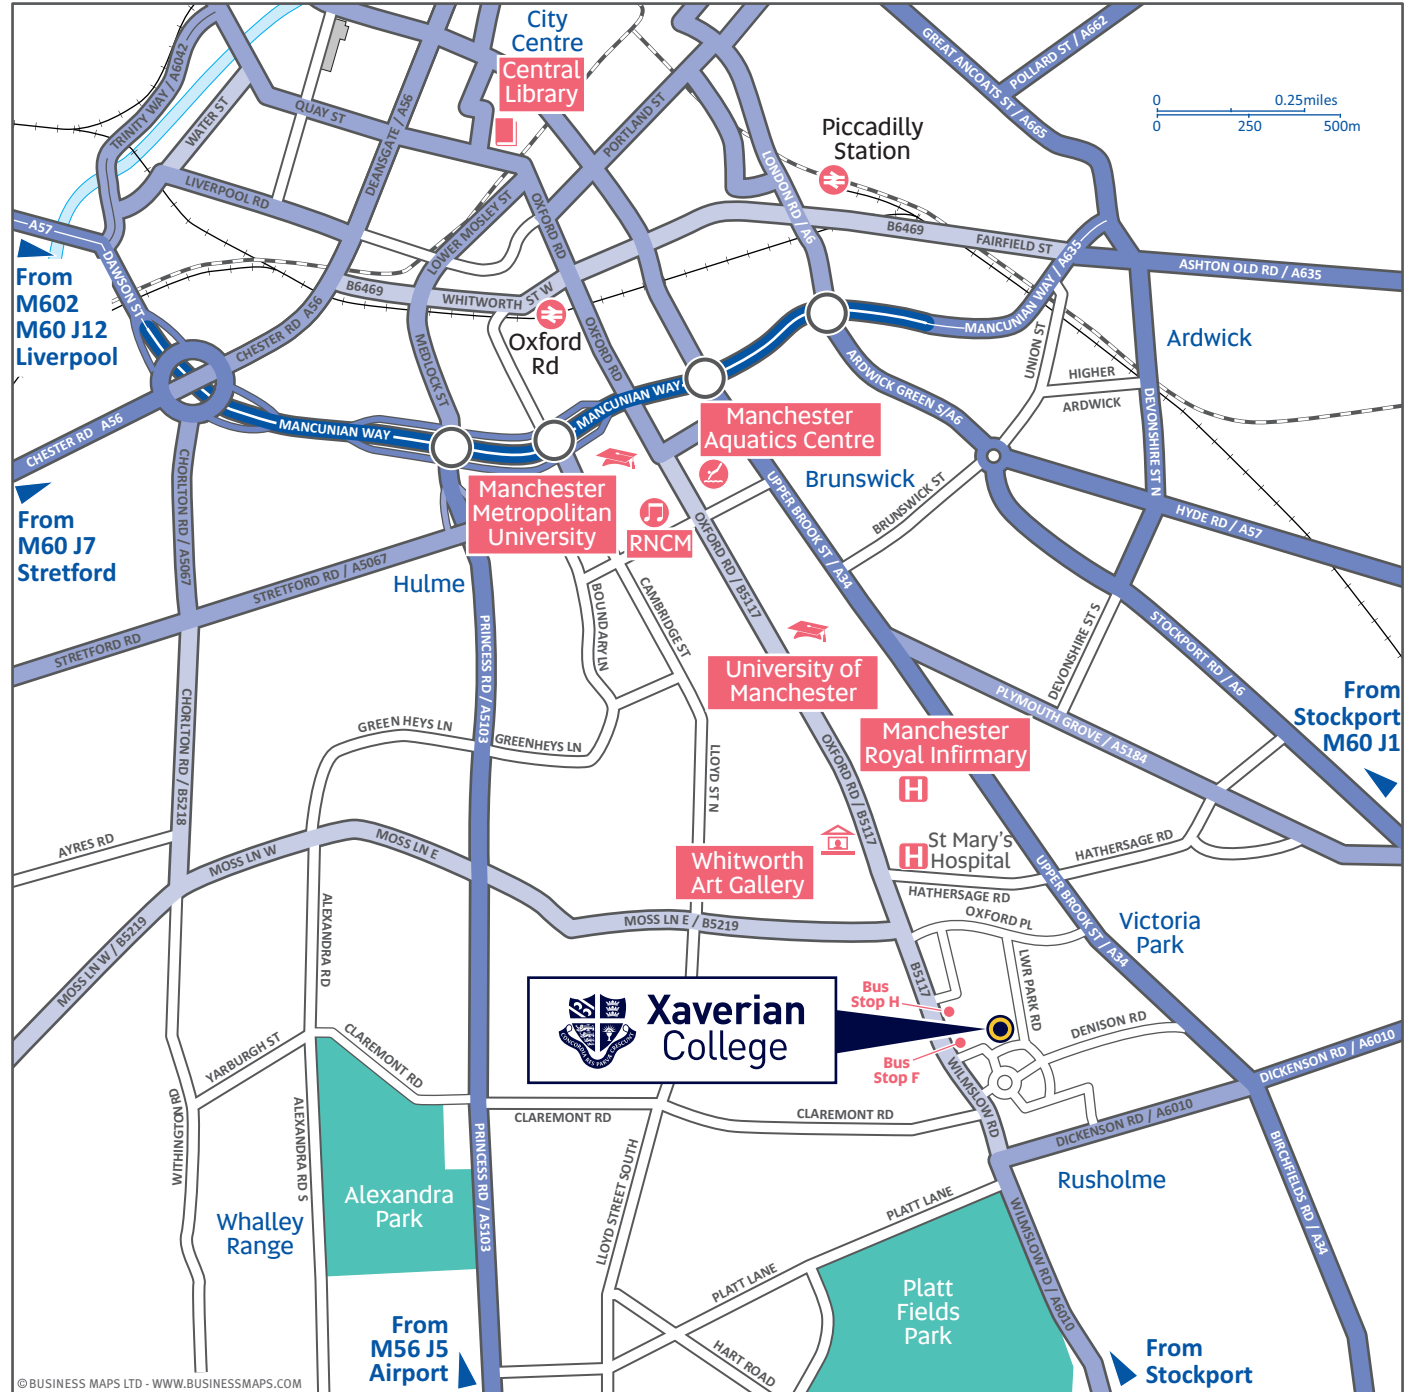 City
Centre
Central
Library
GREAT ANCOATS ST / A665
POLLARD ST / A662
TRINITY WAY / A6042
WATER ST
QUAY ST
DEANSGATE / A56
PORTLAND ST
0 0.25miles
0 250 500m
Piccadilly
Station
LIVERPOOL RD
LOWER MOSLEY ST
OXFORD RD
LONDON RD / A6
B6469
FAIRFIELD ST
ASHTON OLD RD / A635
A57
DAWSON ST
From
M602
M60 J12
Liverpool
B6469
WHITWORTH ST W
CHESTER RD A56
MEDLOCK ST
Oxford
Rd
OXFORD RD
MANCUNIAN WAY / A635
UNION ST
HIGHER
ARDWICK
Ardwick
ARDWICK GREEN S/A6
DEVONSHIRE ST N
CHESTER RD A56
MANCUNIAN WAY
MANCUNIAN WAY
Manchester
Aquatics Centre
Brunswick
BRUNSWICK ST
HYDE RD / A57
From
M60 J7
Stretford
CHORLTON RD / A5067
Manchester
Metropolitan
University
RNCM
OXFORD RD / B5117
UPPER BROOK ST / A34
STRETFORD RD / A5067
Hulme
STRETFORD RD
BOUNDARY LN
CAMBRIDGE ST
PRINCESS RD / A5103
University of
Manchester
DEVONSHIRE ST S
STOCKPORT RD / A6
PLYMOUTH GROVE / A5184
From
Stockport
M60 J1
CHORLTON RD / B5218
GREEN HEYS LN
GREENHEYS LN
LLOYD ST N
OXFORD RD / B5117
Manchester
Royal Infirmary
H
H
St Mary's
Hospital
HATHERSAGE RD
HATHERSAGE RD
AYRES RD
MOSS LN W
MOSS LN E
Whitworth
Art Gallery
UPPER BROOK ST / A34
OXFORD PL
Victoria
Park
MOSS LN E / B5219
MOSS LN W / B5219
ALEXANDRA RD
B5117
LWR PARK RD
DENISON RD
Bus
Stop H
Bus
Stop F
CONCORDIA RES PARVAE CRESCUNT
Xaverian
College
YARBURGH ST
CLAREMONT RD
WITHINGTON RD
ALEXANDRA RD S
CLAREMONT RD
CLAREMONT RD
WILMSLOW RD
DICKENSON RD / A6010
DICKENSON RD / A6010
BIRCHFIELDS RD / A34
PRINCESS RD / A5103
LLOYD STREET SOUTH
Alexandra
Park
Whalley
Range
Rusholme
PLATT LANE
PLATT LANE
WILMSLOW RD / A6010
Platt
Fields
Park
HART ROAD
From
M56 J5
Airport
From
Stockport
© BUSINESS MAPS LTD - WWW.BUSINESSMAPS.COM